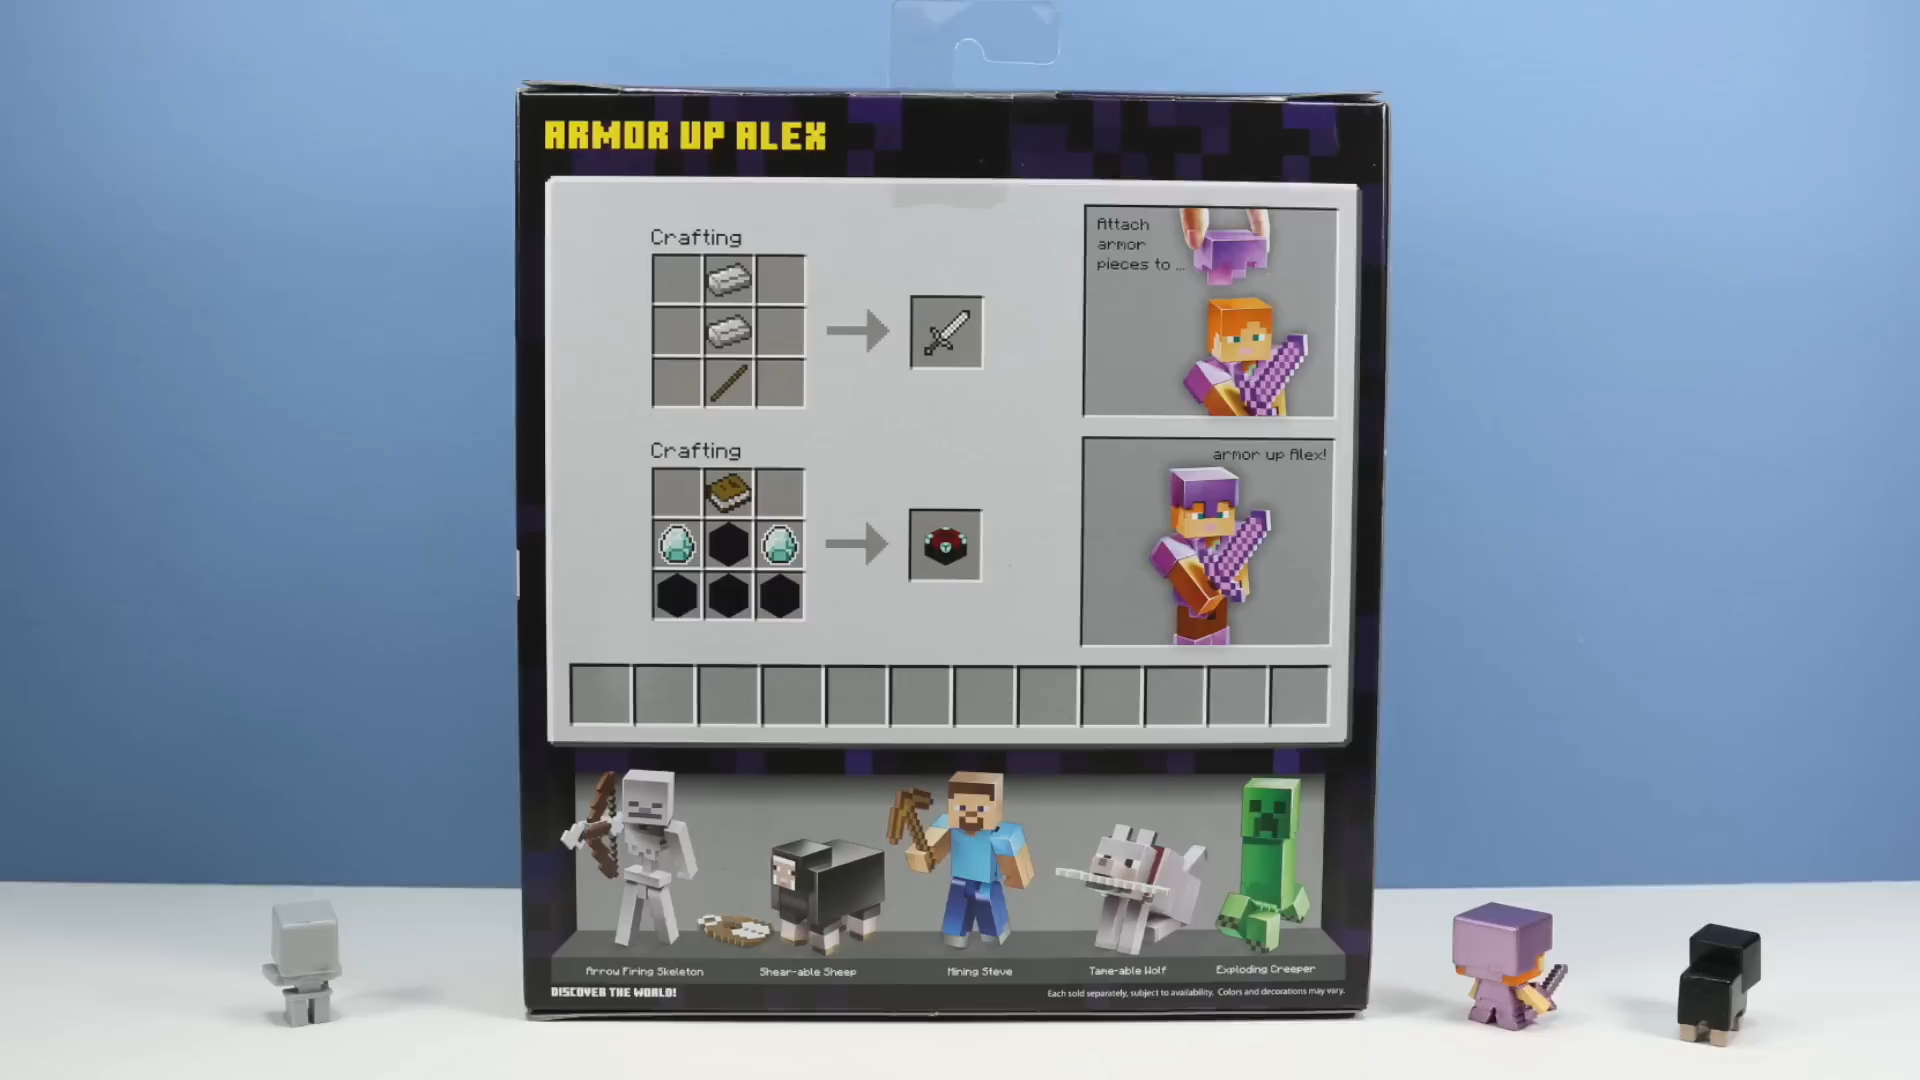 ARMOR UP ALEX
Crafting
Attach
armor
pieces to ...
Crafting
armor up Alex!
Arrow Firing Skeleton
Shear-able Sheep
Mining Steve
Tame-able Wolf
Exploding Creeper
DISCOVER THE WORLD!
Each sold separately, subject to availability. Colors and decorations may vary.